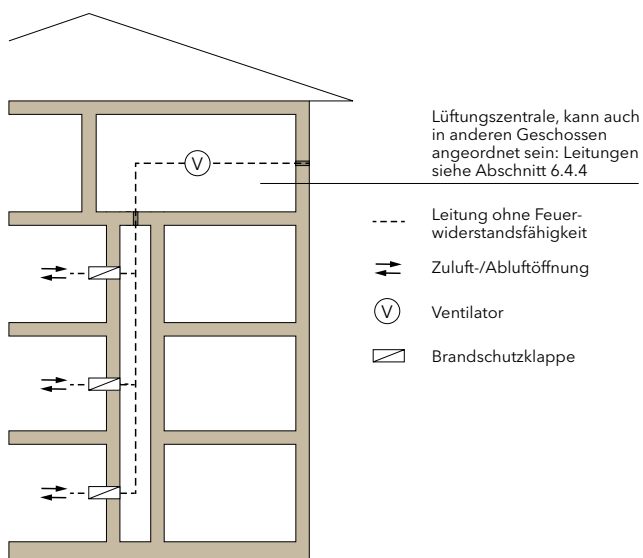 Lüftungszentrale, kann auch
in anderen Geschossen
angeordnet sein: Leitungen
siehe Abschnitt 6.4.4
V
Leitung ohne Feuer-
widerstandsfähigkeit
Zuluft-/Abluftöffnung
V
Ventilator
Brandschutzklappe